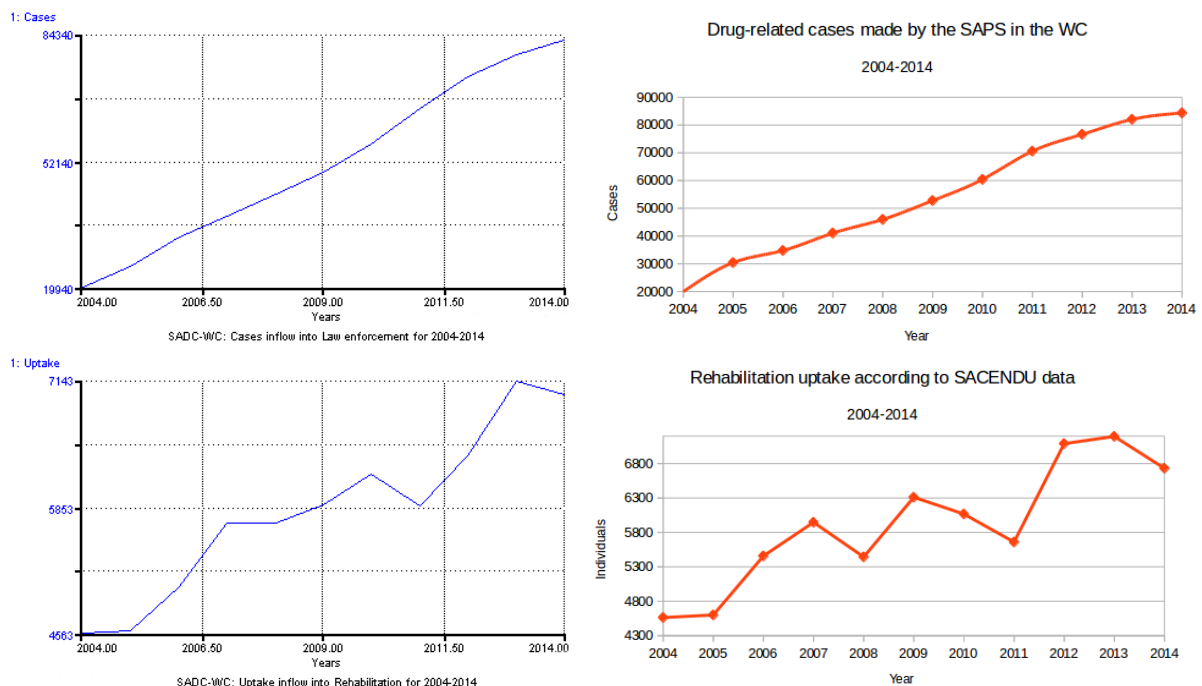 1: Cases
84340
52140
19940
2004.00 2006.50 2009.00 2011.50 2014.00
Years
SADC-WC: Cases inflow into Law enforcement for 2004-2014
Drug-related cases made by the SAPS in the WC
2004-2014
90000
80000
70000
60000
50000
40000
30000
20000
Cases
2004 2005 2006 2007 2008 2009 2010 2011 2012 2013 2014
Year
1: Uptake
7143
5853
4563
2004.00 2006.50 2009.00 2011.50 2014.00
Years
SADC-WC: Uptake inflow into Rehabilitation for 2004-2014
Rehabilitation uptake according to SACENDU data
2004-2014
6800
6300
5800
5300
4800
4300
Individuals
2004 2005 2006 2007 2008 2009 2010 2011 2012 2013 2014
Year